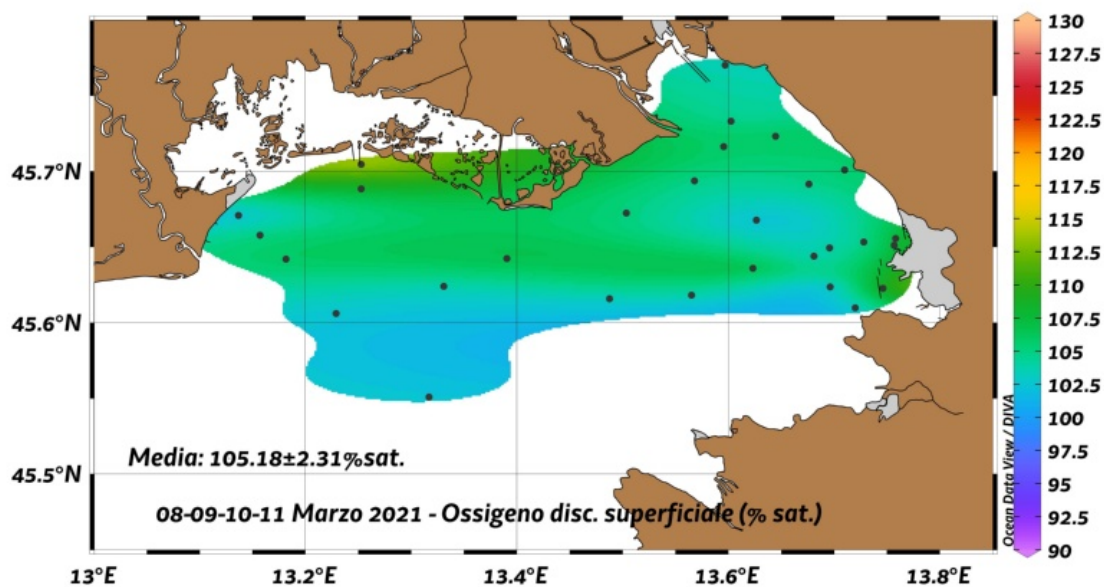 130
127.5
125
122.5
120
117.5
115
112.5
110
107.5
105
102.5
100
97.5
95
92.5
90
45.7°N
45.6°N
45.5°N
Media: 105.18±2.31%sat.
08-09-10-11 Marzo 2021 - Ossigeno disc. superficiale (% sat.)
Ocean Data View / DIVA
13°E
13.2°E
13.4°E
13.6°E
13.8°E